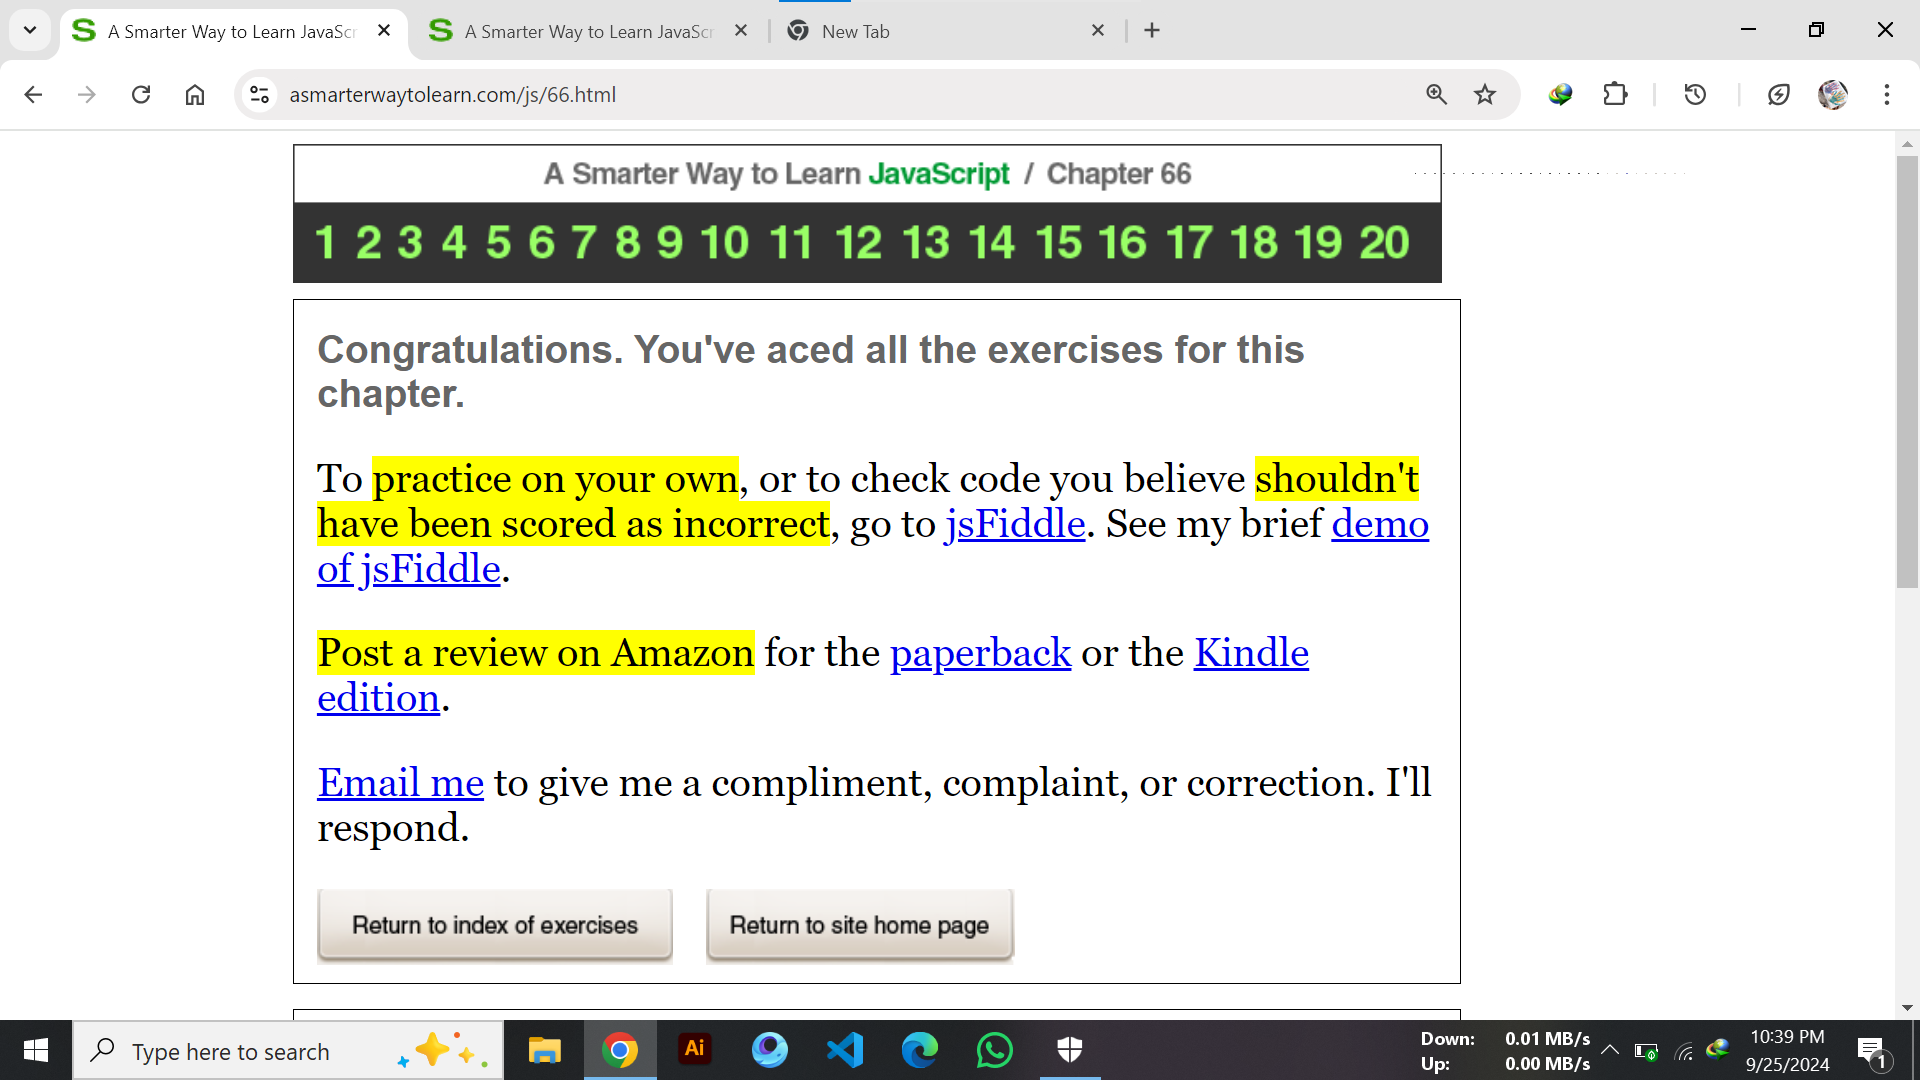 A Smarter Way to Learn JavaScr
A Smarter Way to Learn JavaScr
New Tab
asmarterwaytolearn.com/js/66.html
A Smarter Way to Learn JavaScript / Chapter 66
1 2 3 4 5 6 7 8 9 10 11 12 13 14 15 16 17 18 19 20
Congratulations. You've aced all the exercises for this
chapter.
To practice on your own, or to check code you believe shouldn't
have been scored as incorrect, go to jsFiddle. See my brief demo
of jsFiddle.
Post a review on Amazon for the paperback or the Kindle
edition.
Email me to give me a compliment, complaint, or correction. I'll
respond.
Return to index of exercises
Return to site home page
Type here to search
Ai
Down: 0.01 MB/s
Up: 0.00 MB/s
10:39 PM
9/25/2024
1